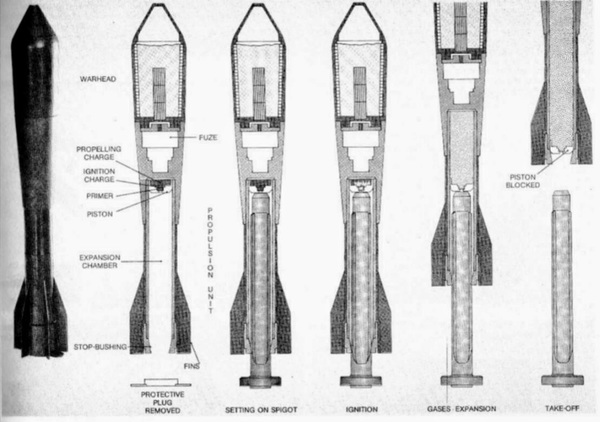 WARHEAD
FUZE
PROPELLING
CHARGE
IGNITION
CHARGE
PRIMER
PISTON
EXPANSION
CHAMBER
PROPULSION UNIT
STOP-BUSHING
FINS
PISTON
BLOCKED
PROTECTIVE
PLUG
REMOVED
SETTING ON SPIGOT
IGNITION
GASES EXPANSION
TAKE-OFF